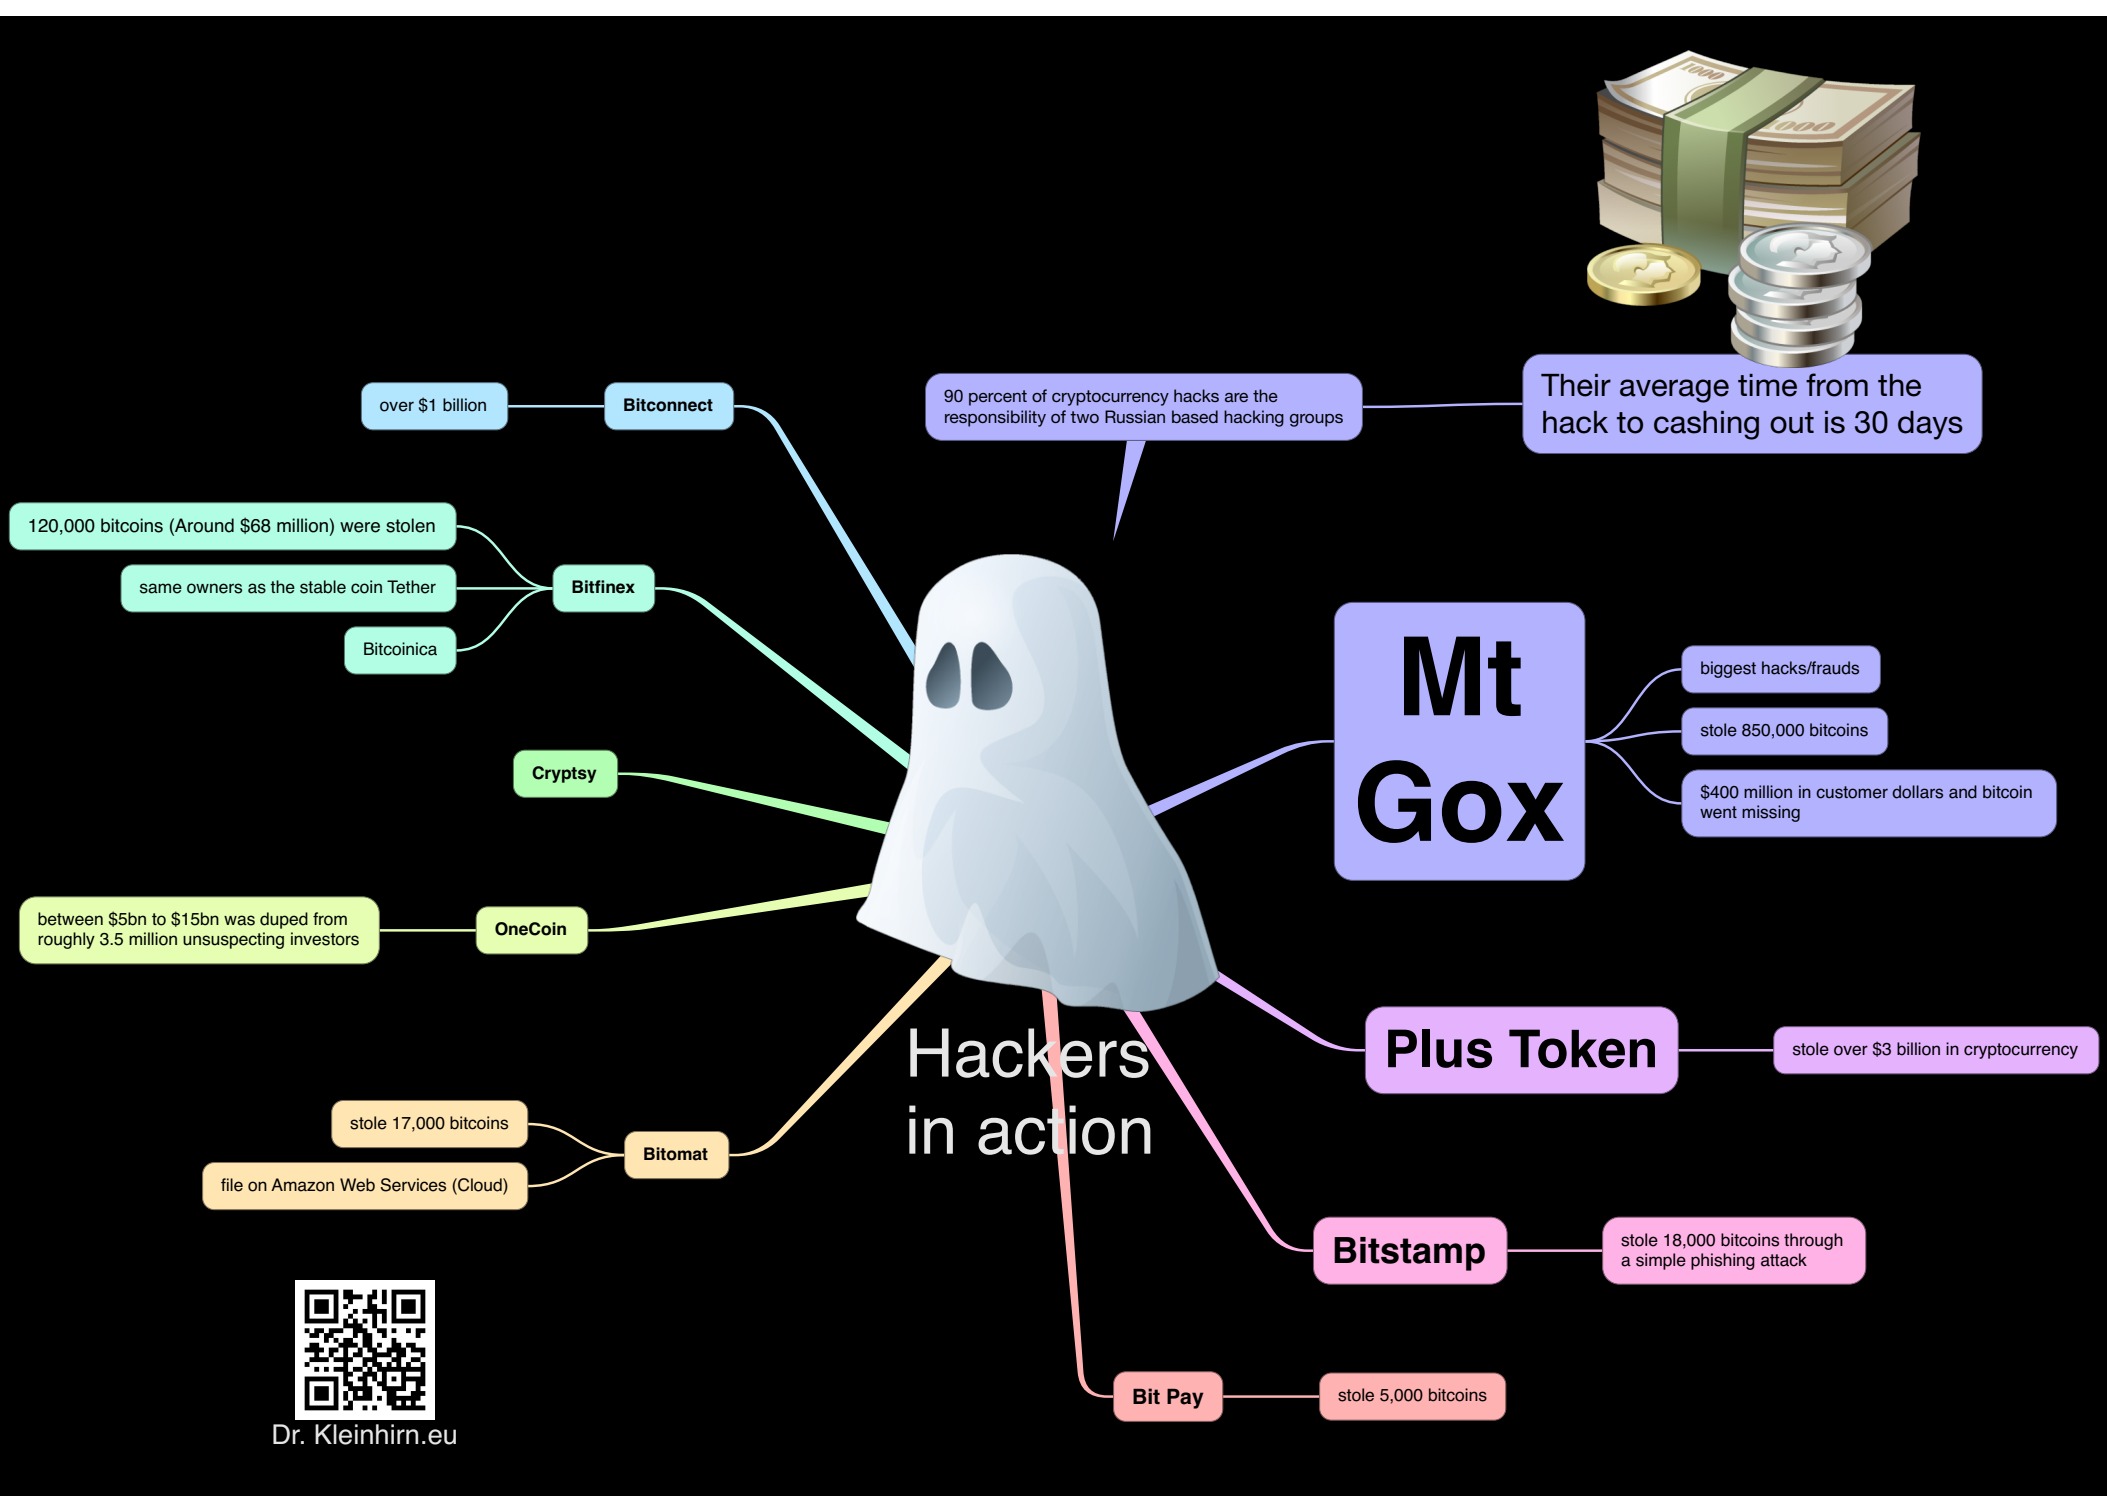 1000
1000
over $1 billion
Bitconnect
90 percent of cryptocurrency hacks are the
responsibility of two Russian based hacking groups
Their average time from the
hack to cashing out is 30 days
120,000 bitcoins (Around $68 million) were stolen
same owners as the stable coin Tether
Bitcoinica
Bitfinex
Mt
Gox
biggest hacks/frauds
stole 850,000 bitcoins
$400 million in customer dollars and bitcoin
went missing
Cryptsy
between $5bn to $15bn was duped from
roughly 3.5 million unsuspecting investors
OneCoin
Hackers
in action
Plus Token
stole over $3 billion in cryptocurrency
stole 17,000 bitcoins
file on Amazon Web Services (Cloud)
Bitomat
Bitstamp
stole 18,000 bitcoins through
a simple phishing attack
Bit Pay
stole 5,000 bitcoins
Dr. Kleinhirn.eu